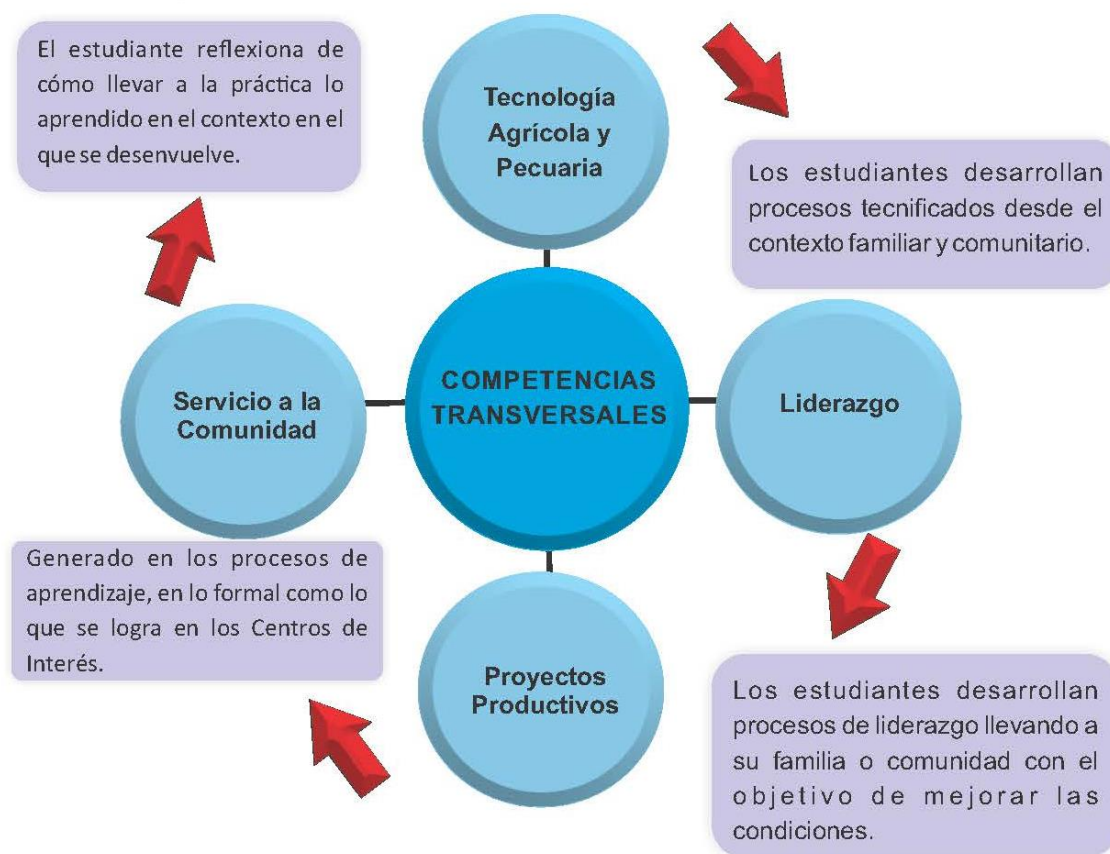 El estudiante reflexiona de
cómo llevar a la práctica lo
aprendido en el contexto en el
que se desenvuelve.
Tecnología
Agrícola y
Pecuaria
Los estudiantes desarrollan
procesos tecnificados desde el
contexto familiar y comunitario.
Servicio a la
Comunidad
COMPETENCIAS
TRANSVERSALES
Liderazgo
Generado en los procesos de
aprendizaje, en lo formal como lo
que se logra en los Centros de
Interés.
Proyectos
Productivos
Los estudiantes desarrollan
procesos de liderazgo llevando a
su familia o comunidad con el
objetivo de mejorar las
condiciones.